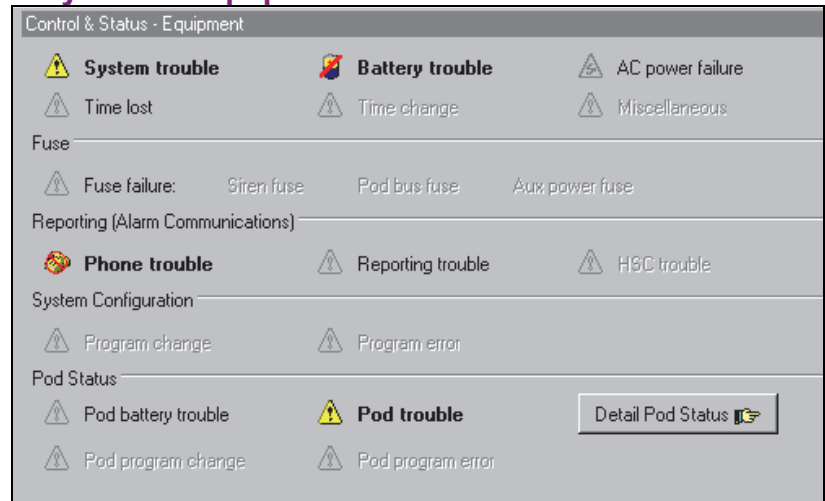 Control & Status - Equipment
System trouble Battery trouble AC power failure
Time lost Time change Miscellaneous
Fuse
Fuse failure: Siren fuse Pod bus fuse Aux power fuse
Reporting (Alarm Communications)
Phone trouble Reporting trouble HSC trouble
System Configuration
Program change Program error
Pod Status
Pod battery trouble Pod trouble Detail Pod Status
Pod program change Pod program error